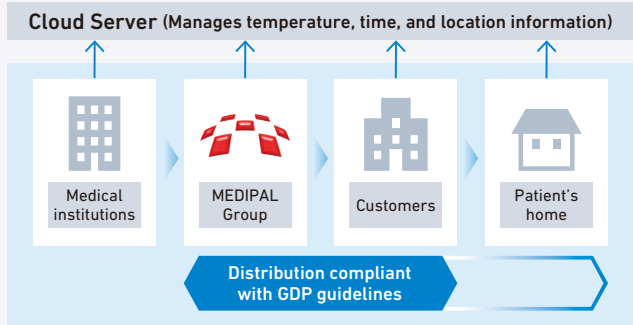 Cloud Server (Manages temperature, time, and location information)
Medical
institutions
MEDIPAL
Group
Customers
Patient's
home
Distribution compliant
with GDP guidelines